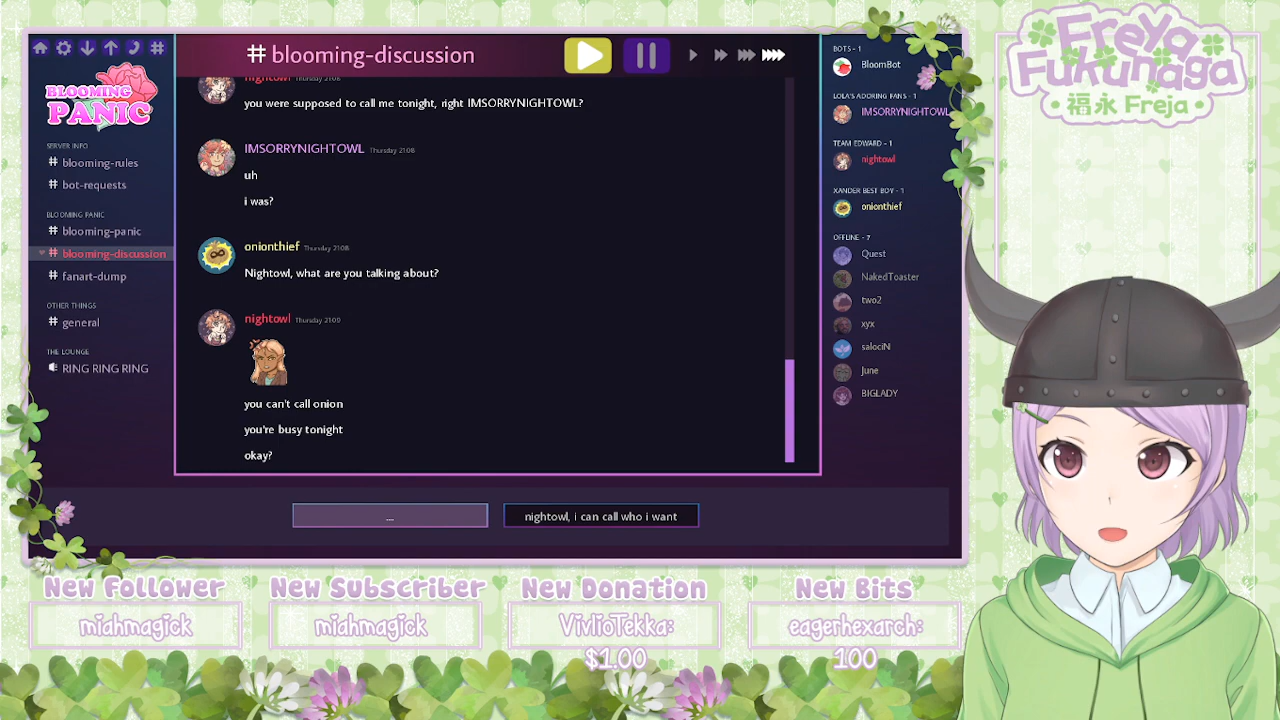 BLOOMING
PANIC
SERVER INFO
# blooming-rules
# bot-requests
BLOOMING PANIC
# blooming-panic
# blooming-discussion
# fanart-dump
OTHER THINGS
# general
THE LOUNGE
RING RING RING
# blooming-discussion
nightowl Thursday 21:08
you were supposed to call me tonight, right IMSORRYNIGHTOWL?
IMSORRYNIGHTOWL Thursday 21:08
uh
i was?
onionthief Thursday 21:08
Nightowl, what are you talking about?
nightowl Thursday 21:09
you can't call onion
you're busy tonight
okay?
...
nightowl, i can call who i want
BOTS - 1
BloomBot
LOLA'S ADORING FANS - 1
IMSORRYNIGHTOWL
TEAM EDWARD - 1
nightowl
XANDER BEST BOY - 1
onionthief
OFFLINE - 7
Quest
NakedToaster
two2
xyx
salociN
June
BIGLADY
Freya
Fukunaga
福永 Freja
New Follower
miahmagick
New Subscriber
miahmagick
New Donation
VivlioTekka:
$1.00
New Bits
eagerhexarch:
100